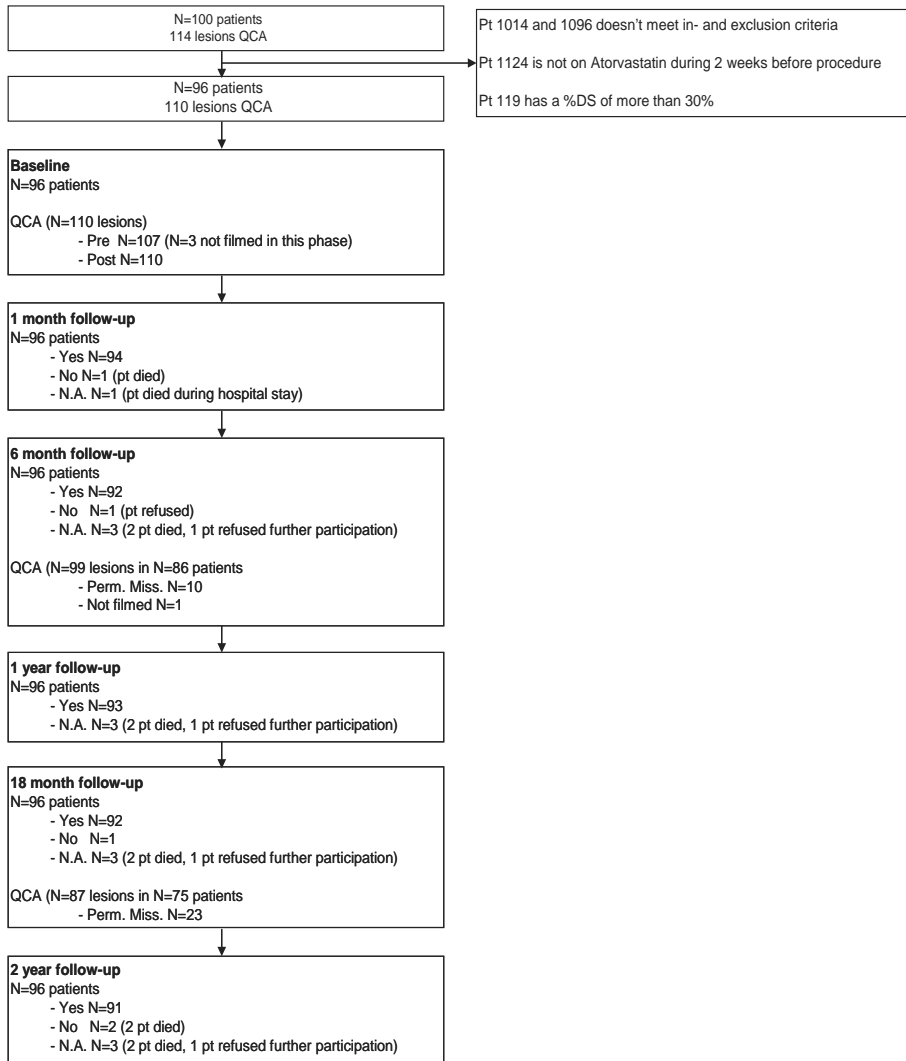 N=100 patients
114 lesions QCA
Pt 1014 and 1096 doesn't meet in- and exclusion criteria
Pt 1124 is not on Atorvastatin during 2 weeks before procedure
Pt 119 has a %DS of more than 30%
N=96 patients
110 lesions QCA
Baseline
N=96 patients
QCA (N=110 lesions)
- Pre N=107 (N=3 not filmed in this phase)
- Post N=110
1 month follow-up
N=96 patients
- Yes N=94
- No N=1 (pt died)
- N.A. N=1 (pt died during hospital stay)
6 month follow-up
N=96 patients
- Yes N=92
- No N=1 (pt refused)
- N.A. N=3 (2 pt died, 1 pt refused further participation)
QCA (N=99 lesions in N=86 patients
- Perm. Miss. N=10
- Not filmed N=1
1 year follow-up
N=96 patients
- Yes N=93
- N.A. N=3 (2 pt died, 1 pt refused further participation)
18 month follow-up
N=96 patients
- Yes N=92
- No N=1
- N.A. N=3 (2 pt died, 1 pt refused further participation)
QCA (N=87 lesions in N=75 patients
- Perm. Miss. N=23
2 year follow-up
N=96 patients
- Yes N=91
- No N=2 (2 pt died)
- N.A. N=3 (2 pt died, 1 pt refused further participation)